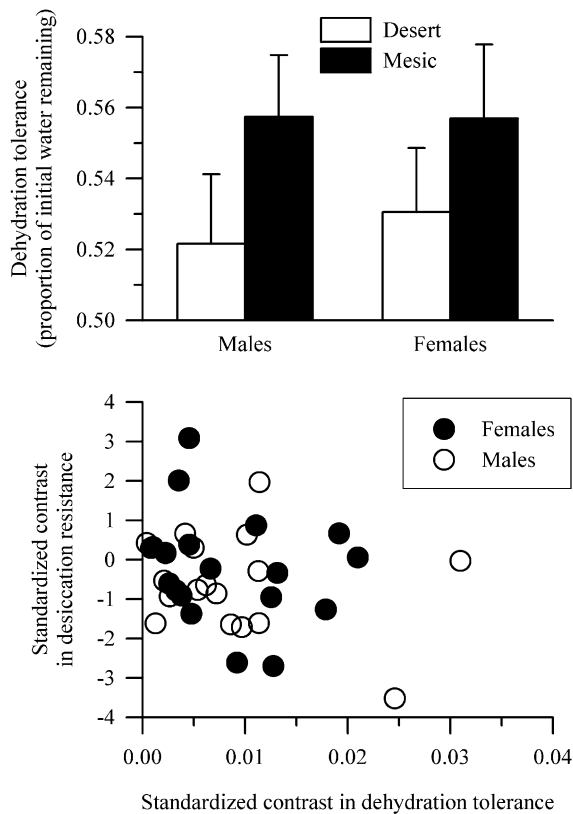 Dehydration tolerance
(proportion of initial water remaining)
0.58
0.56
0.54
0.52
0.50
Desert
Mesic
Males
Females
Standardized contrast
in desiccation resistance
4
3
2
1
0
-1
-2
-3
-4
Females
Males
0.00
0.01
0.02
0.03
0.04
Standardized contrast in dehydration tolerance